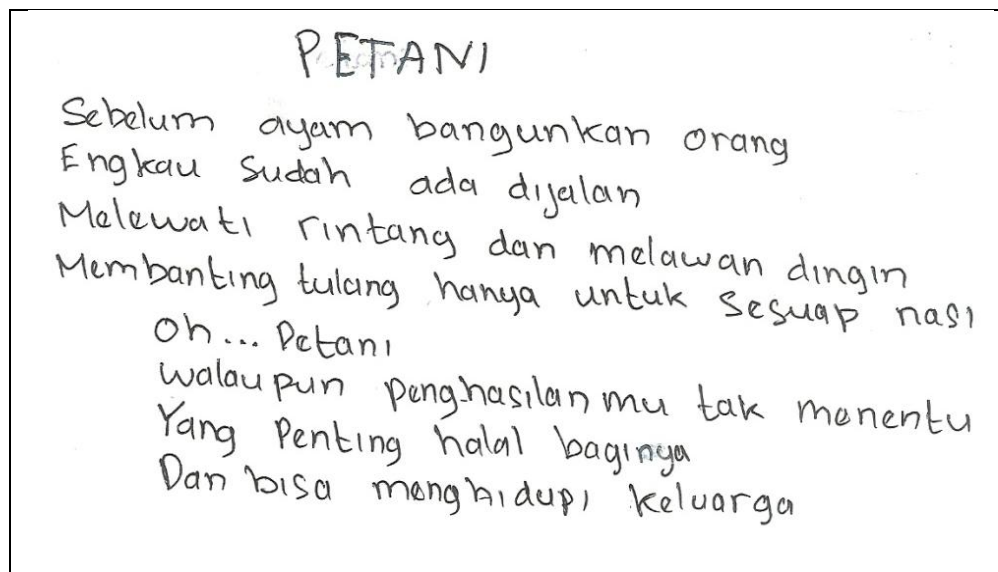 PETANI
Sebelum ayam bangunkan orang
Engkau sudah ada dijalan
Melewati rintang dan melawan dingin
Membanting tulang hanya untuk sesuap nasi
Oh... Petani
walaupun penghasilanmu tak menentu
Yang Penting halal baginya
Dan bisa menghidupi keluarga